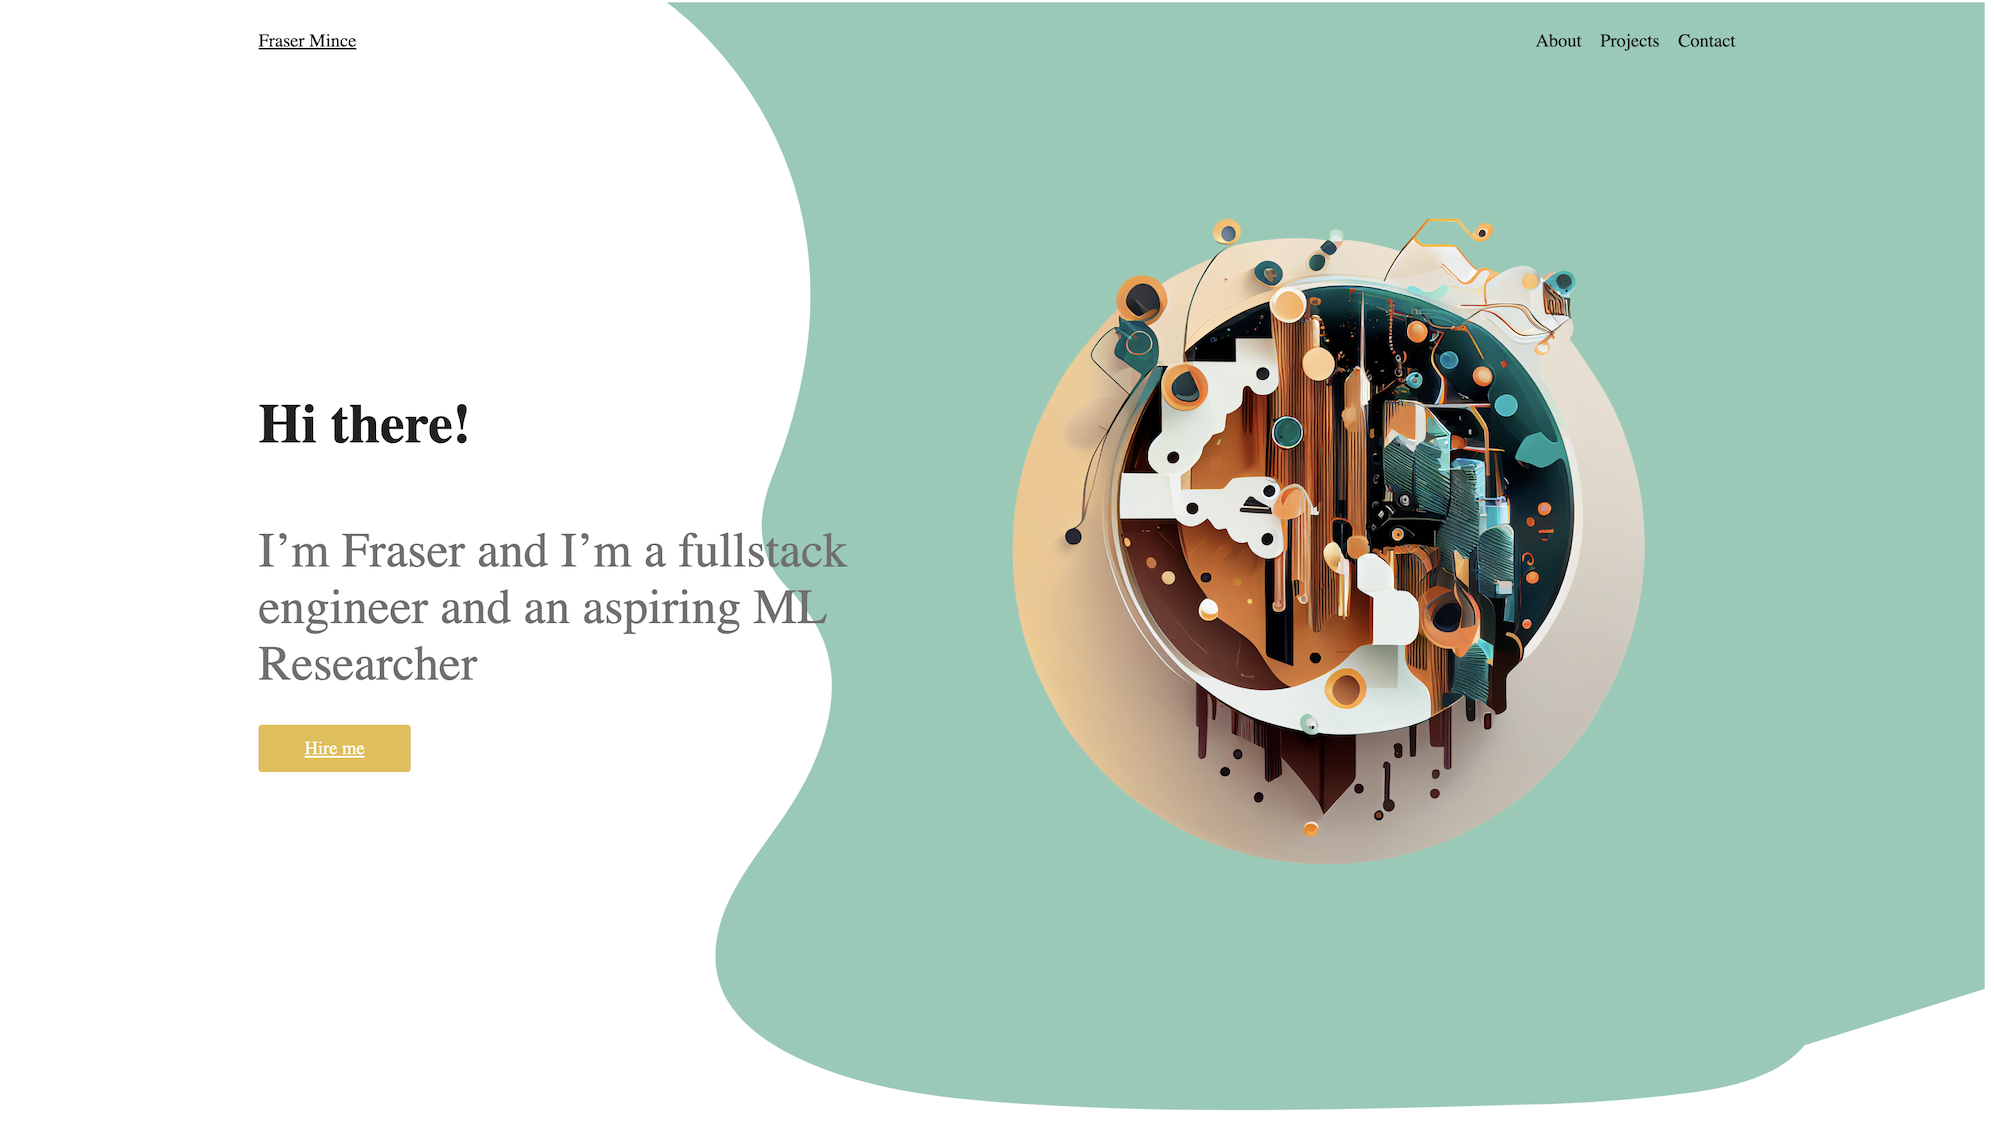 Fraser Mince
About Projects Contact
Hi there!
I’m Fraser and I’m a fullstack
engineer and an aspiring ML
Researcher
Hire me